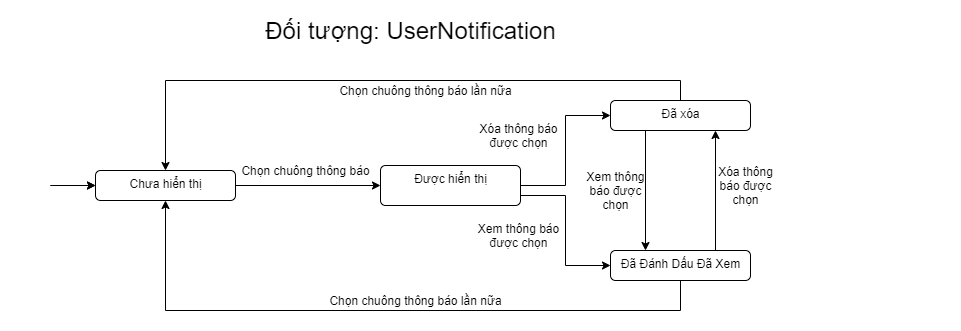 Đối tượng: UserNotification
Chọn chuông thông báo lần nữa
Đã xóa
Xóa thông báo
được chọn
Chọn chuông thông báo
Chưa hiển thị
Được hiển thị
Xem thông
báo được
chọn
Xóa thông
báo được
chọn
Xem thông báo
được chọn
Đã Đánh Dấu Đã Xem
Chọn chuông thông báo lần nữa